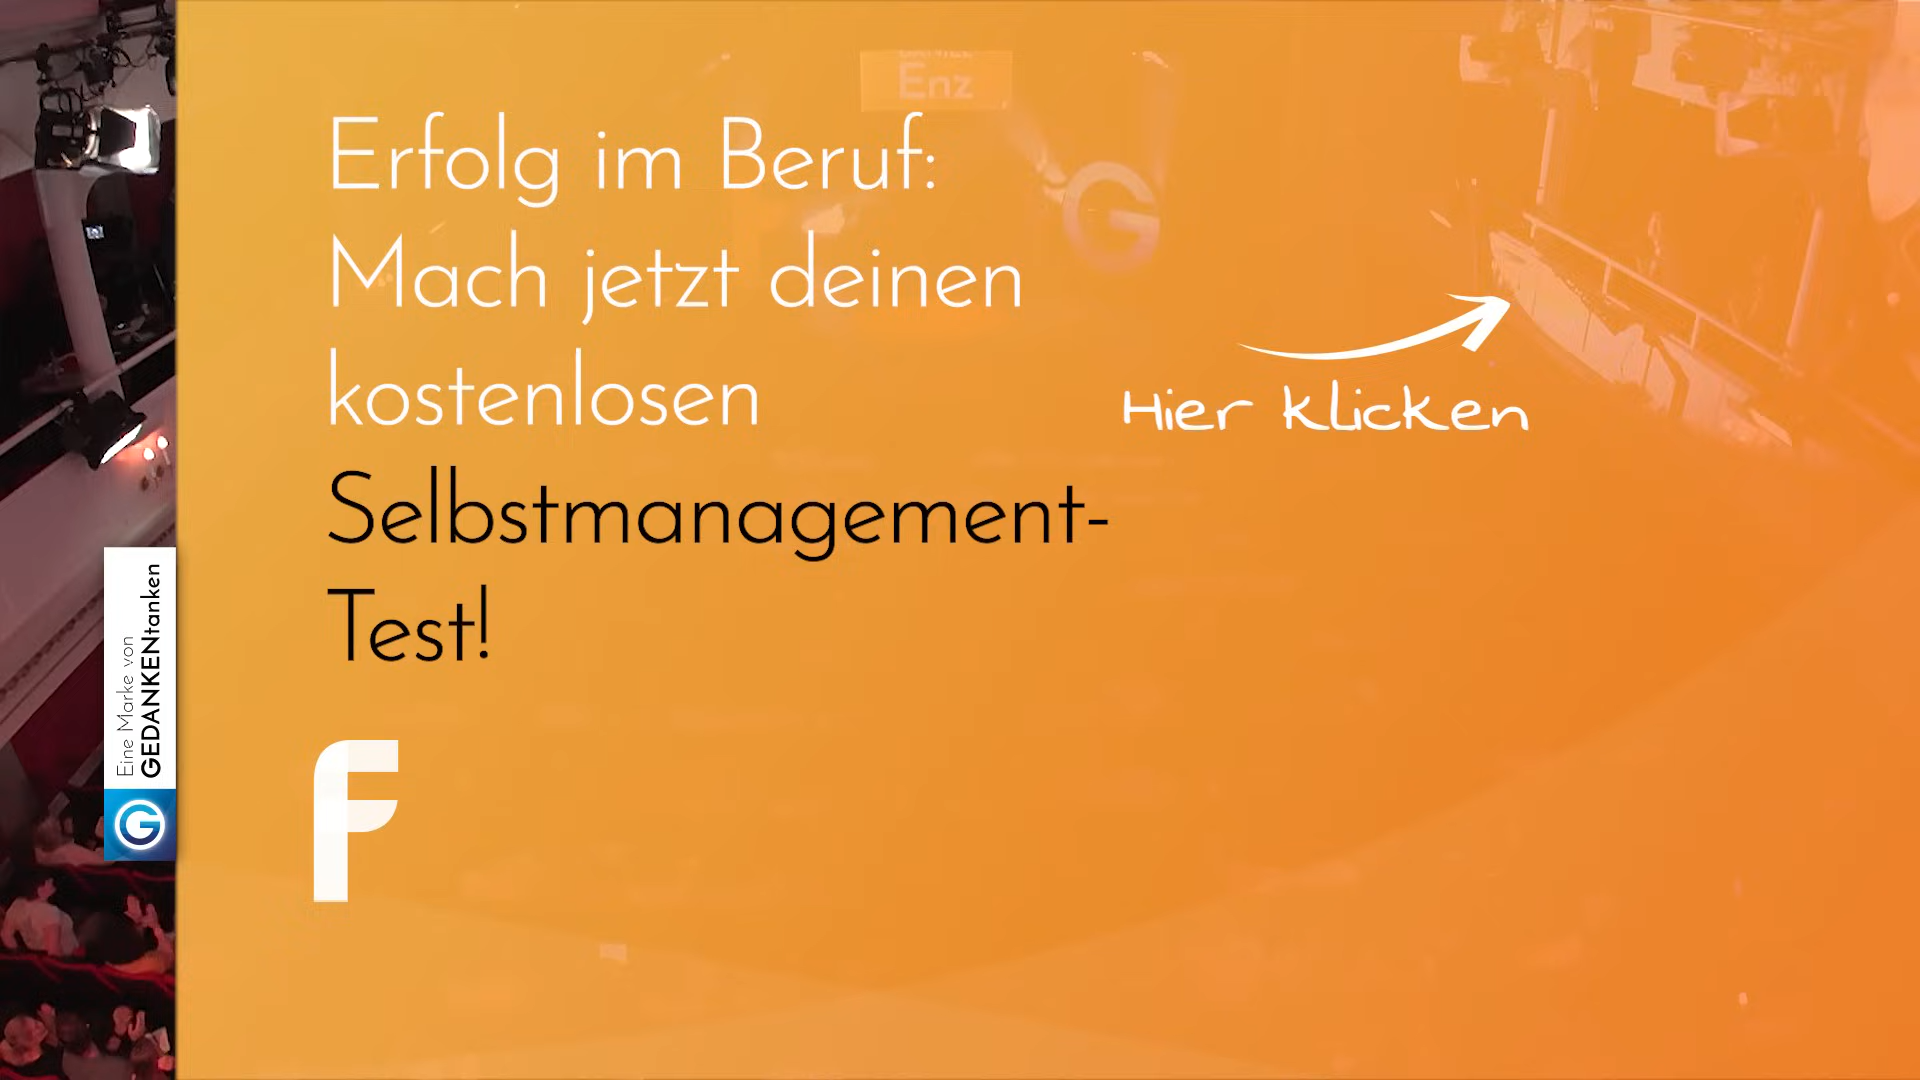 Enz
Erfolg im Beruf:
Mach jetzt deinen
kostenlosen
Selbstmanagement-
Test!
Hier klicken
Eine Marke von
GEDANKENtanken
G
G
F